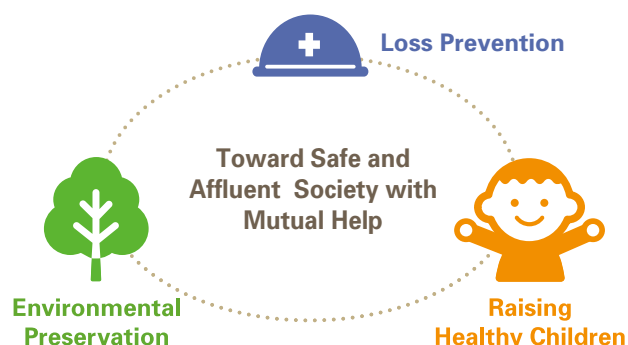 Loss Prevention
Toward Safe and
Affluent Society with
Mutual Help
Environmental
Preservation
Raising
Healthy Children